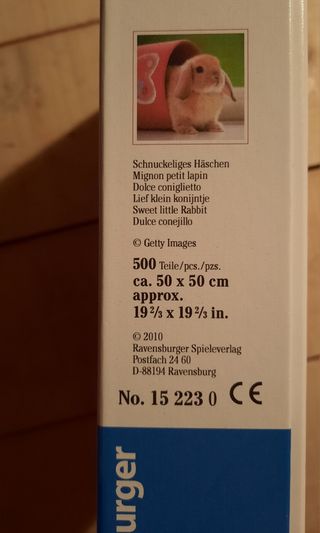 Schnuckeliges Häschen
Mignon petit lapin
Dolce coniglietto
Lief klein konijntje
Sweet little Rabbit
Dulce conejillo
© Getty Images
500 Teile/pcs./pzs.
ca. 50 x 50 cm
approx.
19 2/3 x 19 2/3 in.
© 2010
Ravensburger Spieleverlag
Postfach 24 60
D-88194 Ravensburg
No. 15 223 0 CE
urger